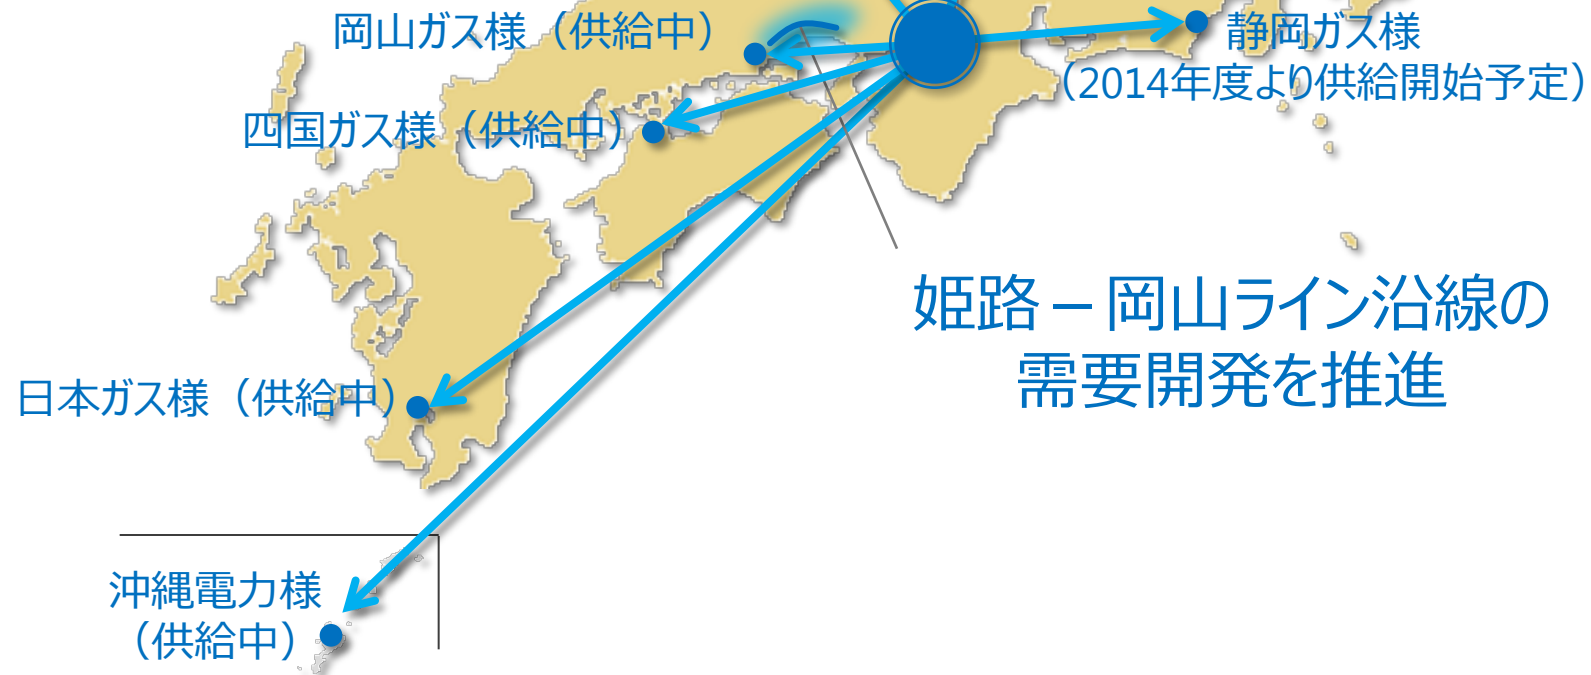 岡山ガス様（供給中）
静岡ガス様
（2014年度より供給開始予定）
四国ガス様（供給中）
姫路－岡山ライン沿線の
需要開発を推進
日本ガス様（供給中）
沖縄電力様
（供給中）